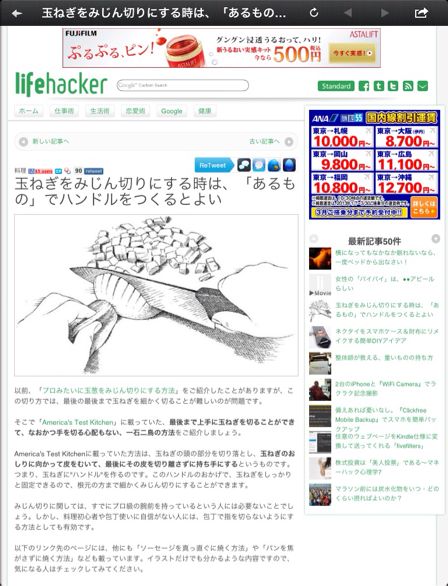 玉ねぎをみじん切りにする時は、「あるもの...
FUJIFILM
ぷるぷる、ピン!
グングン浸透うるおって、ハリ!
新うるおい実感キット
今なら500円
税込
ASTALIFT
今すぐ実感
lifehacker
Google Custom Search
Standard
ホーム
仕事術
生活術
恋愛術
Google
健康
新しい記事へ
古い記事へ
ReTweet
料理
90
retweet
玉ねぎをみじん切りにする時は、「あるも
の」でハンドルをつくるとよい
以前、「プロみたいに玉葱をみじん切りにする方法」をご紹介したことがありますが、こ
の切り方では、最後の最後まで玉ねぎを細かく切ることが難しいのが問題です。
そこで「America's Test Kitchen」に載っていた、最後まで上手に玉ねぎを切ることができ
て、なおかつ手を切る心配もない、一石二鳥の方法をご紹介しましょう。
America's Test Kitchenに載っていた方法は、玉ねぎの頭の部分を切り落とし、玉ねぎのお
しりに向かって皮をむいて、最後にその皮を切り離さずに持ち手にするというものです。
つまり、玉ねぎに"ハンドル"を作るのです。このハンドルのおかげで、玉ねぎをしっかり
と固定できるので、根元の方まで細かくみじん切りにすることができます。
みじん切りに関しては、すでにプロ級の腕前を持っているという人には必要ないことでし
ょう。しかし、料理初心者や包丁使いに自信がない人には、包丁で指を切らないようにす
る方法としても有効です。
以下のリンク先のページには、他にも「ソーセージを真っ直ぐに焼く方法」や「パンを焦
がさずに焼く方法」なども載っています。イラストだけでも分かるような内容ですので、
気になる人はチェックしてみてください。
ANA
国内線割引運賃
東京→札幌
10,000円~
東京→大阪(伊丹)
8,700円~
東京→岡山
9,800円~
東京→広島
11,100円~
東京→福岡
10,800円~
東京→沖縄
12,700円~
3月ご搭乗分まで予約受付中!!
詳しくはこちら
最新記事50件
横になってもなかなか眠れないなら、
一度ベッドから出なさい!
女性の「バイバイ」は、●●アピール
らしい
玉ねぎをみじん切りにする時は、「あ
るもの」でハンドルをつくるとよい
ネクタイをスマホケース&財布にリメ
イクする簡単DIYアイデア
整体師が教える、重いものの持ち方
2台のiPhoneと「WiFi Camera」でラ
クラク記念撮影
備えあれば憂いなし。「Clickfree
Mobile Backup」でスマホを簡単バッ
クアップ
任意のウェブページをKindle仕様に変
換して送ってくれる「fivefilters」
株式投資は「美人投票」である~マネ
ーハック心理学7
マラソン前には炭水化物をいつ・どの
くらい摂ればよいのか?